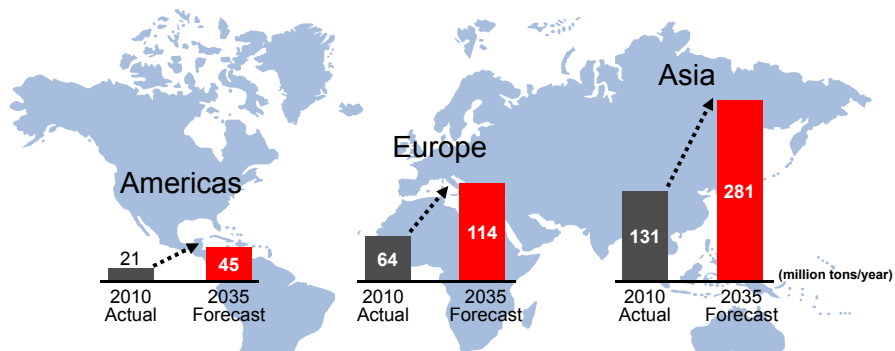 Asia
Europe
Americas
21
45
64
114
131
281
(million tons/year)
2010
Actual
2035
Forecast
2010
Actual
2035
Forecast
2010
Actual
2035
Forecast